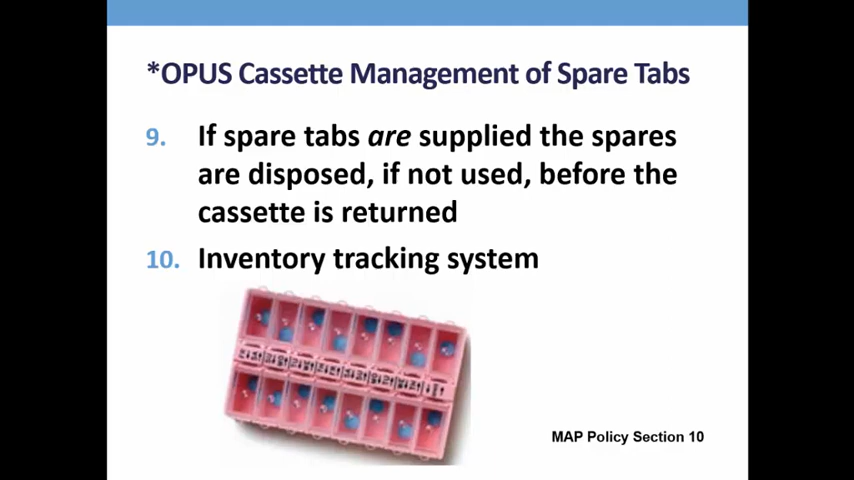 *OPUS Cassette Management of Spare Tabs
9. If spare tabs are supplied the spares
are disposed, if not used, before the
cassette is returned
10. Inventory tracking system
MAP Policy Section 10